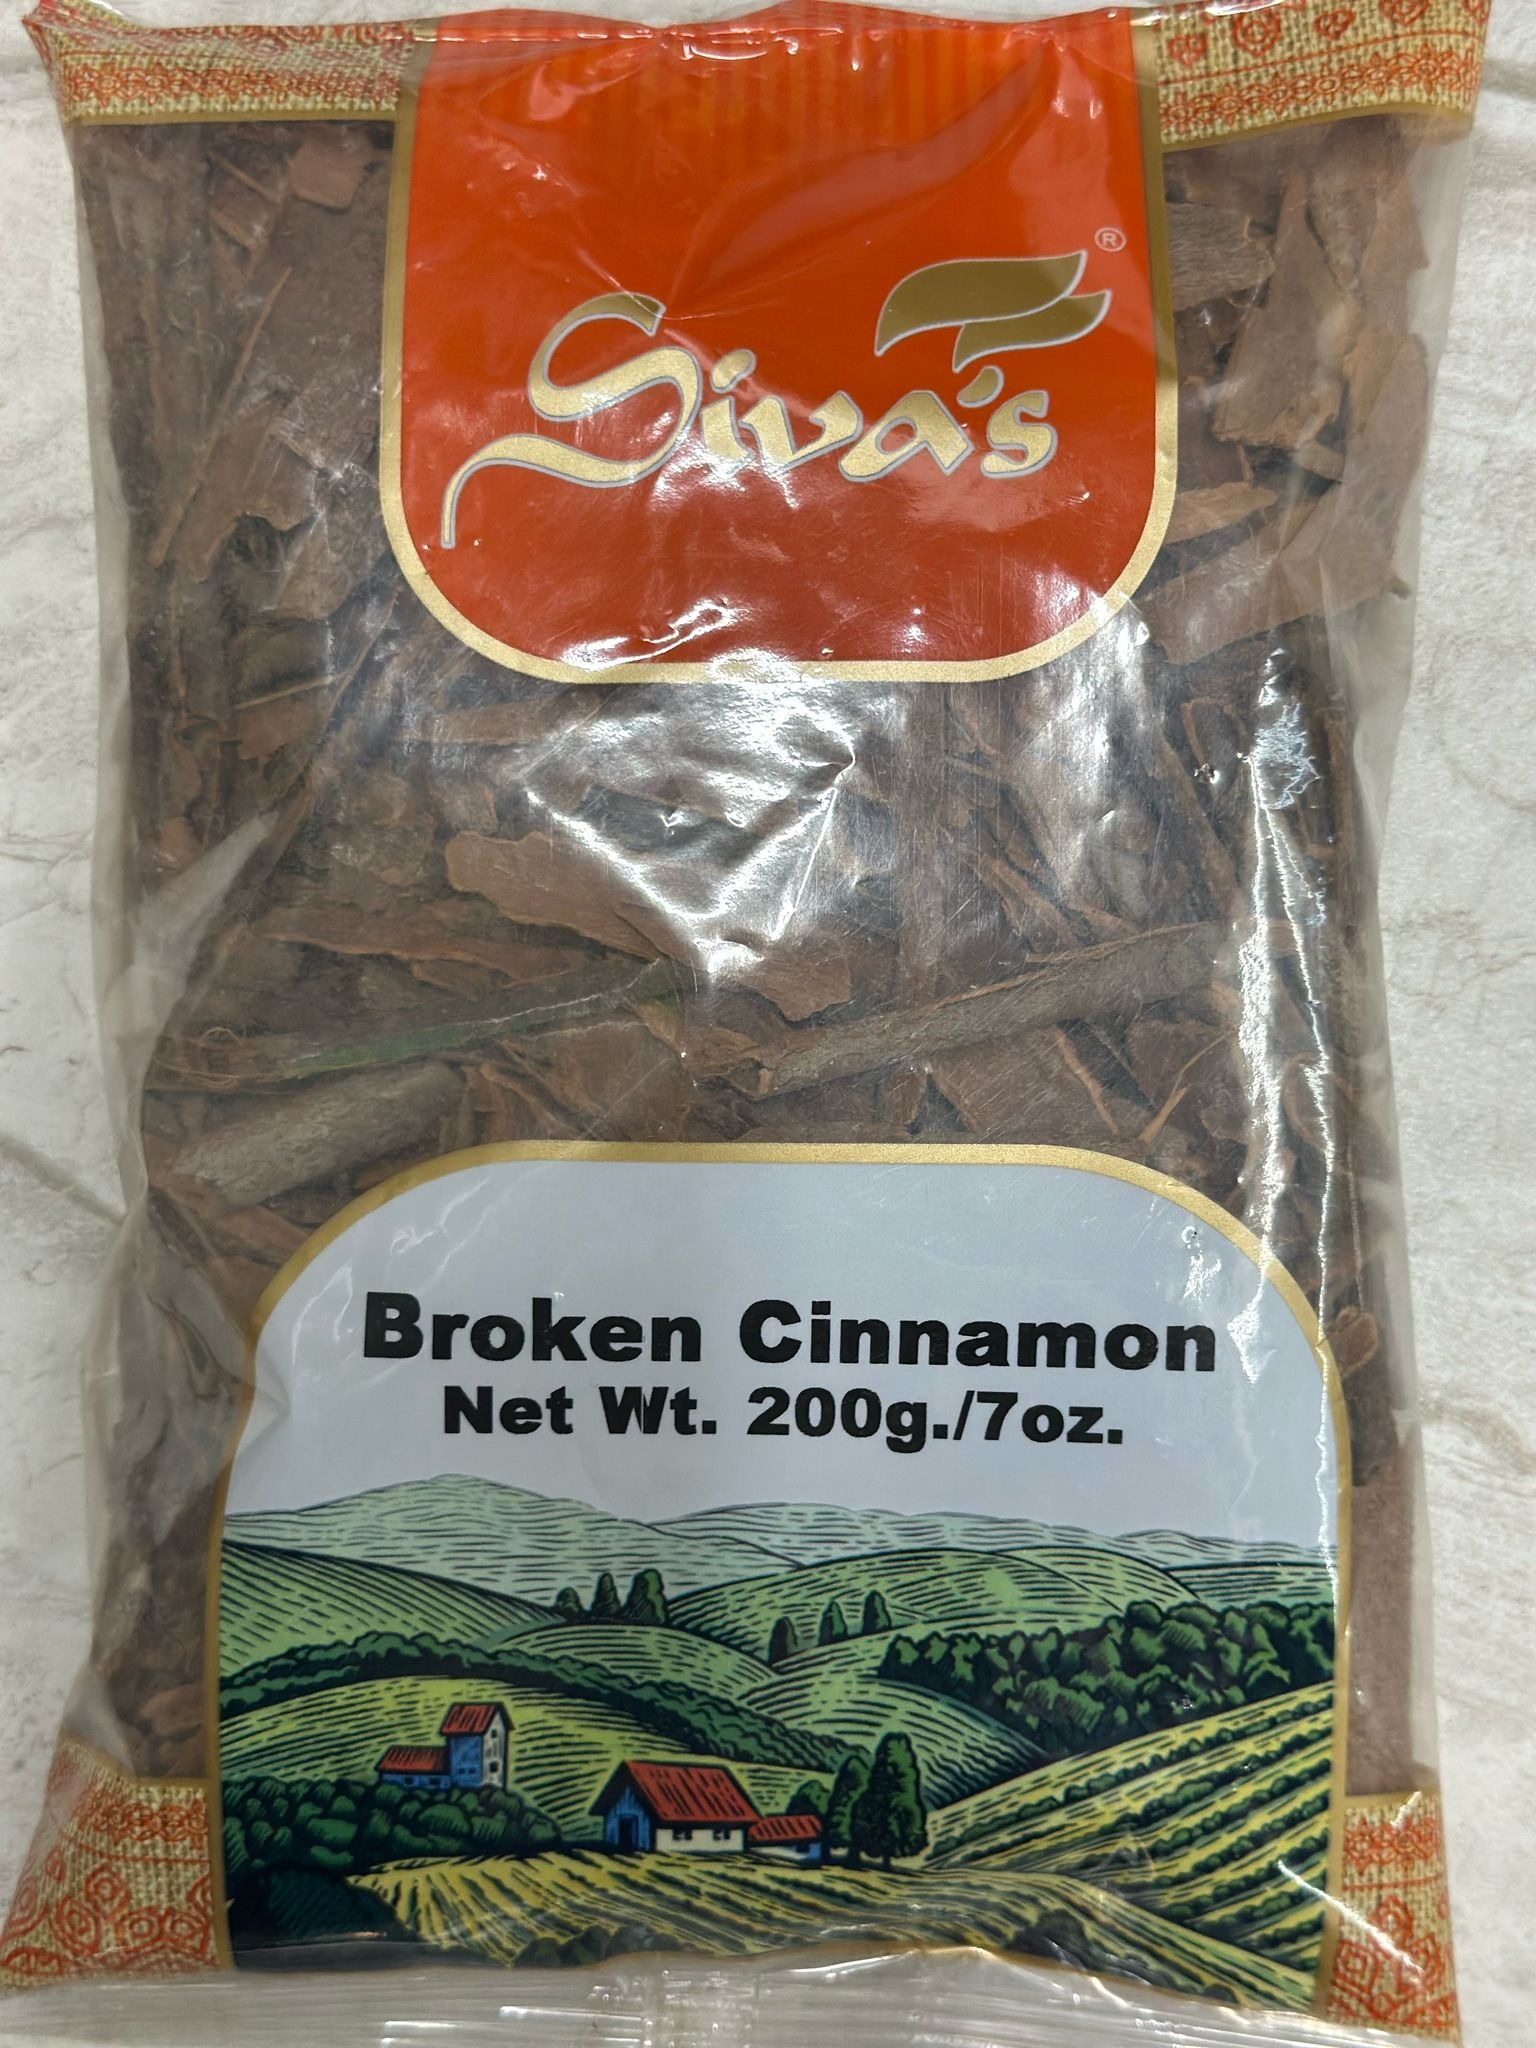 Siva's®
Broken Cinnamon
Net Wt. 200g./7oz.